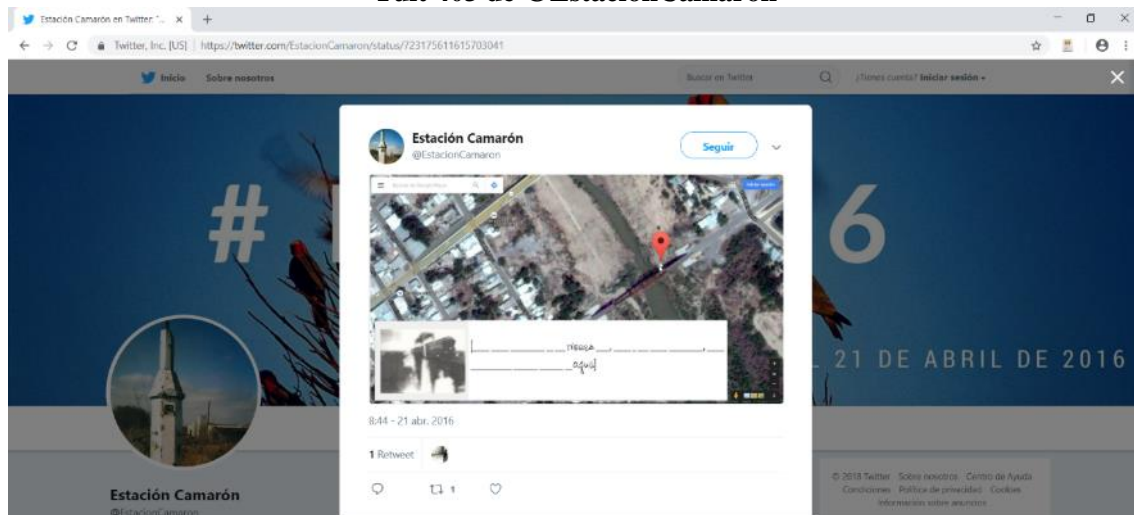 Tuit 463 de @EstacionCamaron
Estación Camarón en Twitter: "...
Twitter, Inc. [US] https://twitter.com/EstacionCamaron/status/723175611615703041
Inicio Sobre nosotros Buscar en Twitter ¿Tienes cuenta? Iniciar sesión
Estación Camarón
@EstacionCamaron
Seguir
# 6
21 DE ABRIL DE 2016
8:44 - 21 abr. 2016
1 Retweet
1
© 2018 Twitter Sobre nosotros Centro de Ayuda
Condiciones Política de privacidad Cookies
Información sobre anuncios
Estación Camarón
@EstacionCamaron